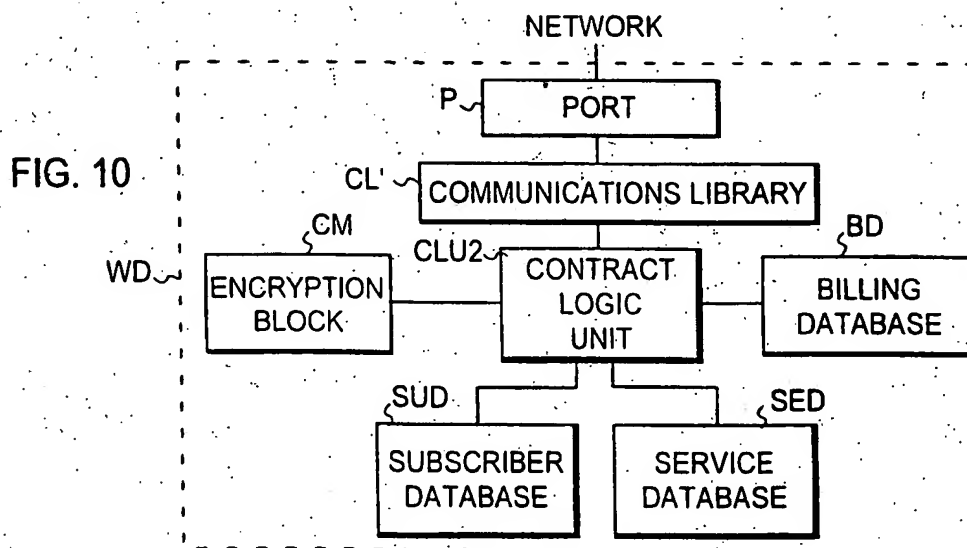 NETWORK
P
PORT
FIG. 10
CL'
COMMUNICATIONS LIBRARY
CM
CLU2
BD
WD
ENCRYPTION
BLOCK
CONTRACT
LOGIC
UNIT
BILLING
DATABASE
SUD
SED
SUBSCRIBER
DATABASE
SERVICE
DATABASE